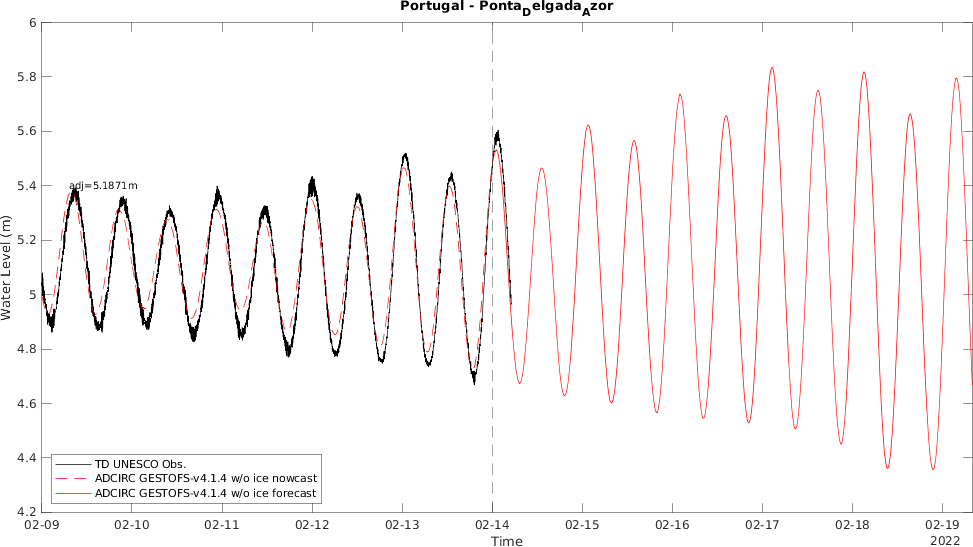 Portugal - PontaDelgadaAzor
6
5.8
5.6
5.4
5.2
5
4.8
4.6
4.4
4.2
Water Level (m)
adj=5.1871m
TD UNESCO Obs.
ADCIRC GESTOFS-v4.1.4 w/o ice nowcast
ADCIRC GESTOFS-v4.1.4 w/o ice forecast
02-09 02-10 02-11 02-12 02-13 02-14 02-15 02-16 02-17 02-18 02-19
Time 2022